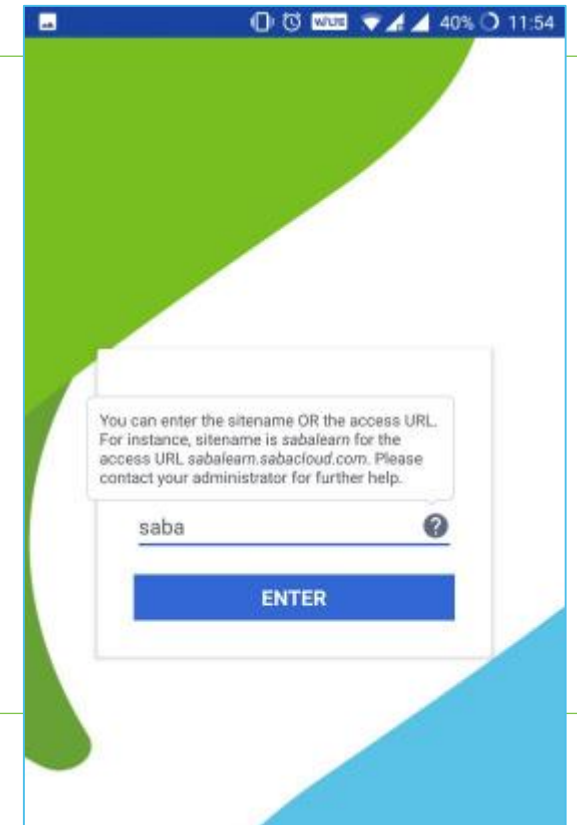 40% 11:54
You can enter the sitename OR the access URL.
For instance, sitename is sabalearn for the
access URL sabalearn.sabacloud.com. Please
contact your administrator for further help.
saba
ENTER